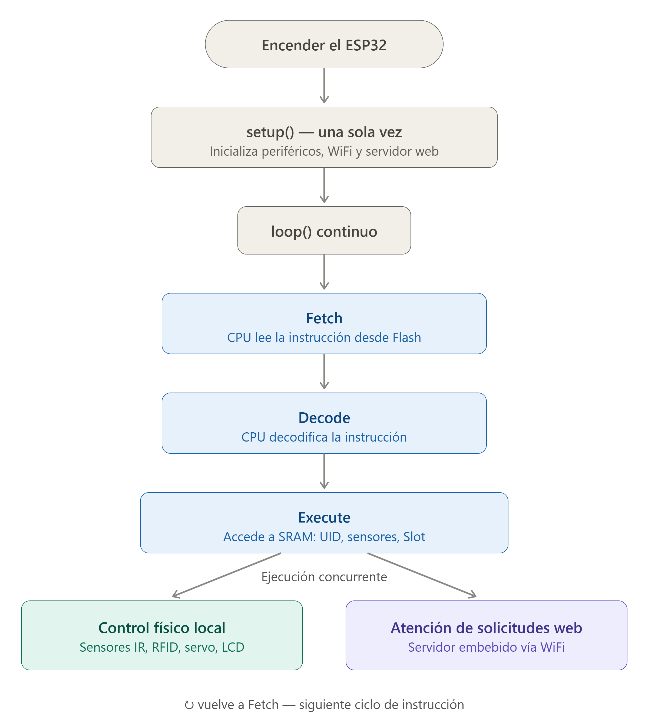 Encender el ESP32
setup() — una sola vez
Inicializa periféricos, WiFi y servidor web
loop() continuo
Fetch
CPU lee la instrucción desde Flash
Decode
CPU decodifica la instrucción
Execute
Accede a SRAM: UID, sensores, Slot
Ejecución concurrente
Control físico local
Sensores IR, RFID, servo, LCD
Atención de solicitudes web
Servidor embebido vía WiFi
↻ vuelve a Fetch — siguiente ciclo de instrucción